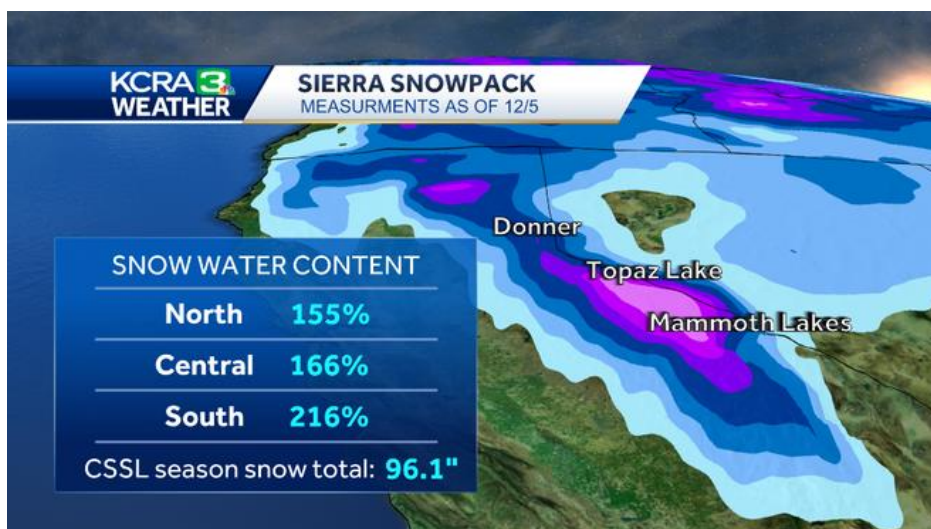 KCRA 3
WEATHER
SIERRA SNOWPACK
MEASURMENTS AS OF 12/5
Donner
Topaz Lake
Mammoth Lakes
SNOW WATER CONTENT
North 155%
Central 166%
South 216%
CSSL season snow total: 96.1"